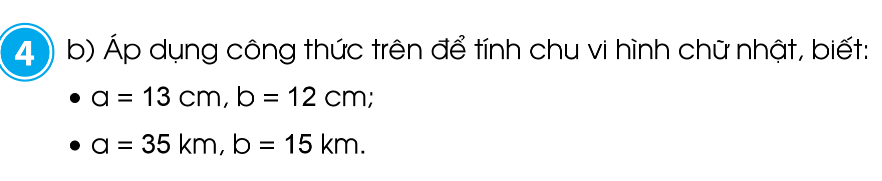 4 b) Áp dụng công thức trên để tính chu vi hình chữ nhật, biết:
• a = 13 cm, b = 12 cm;
• a = 35 km, b = 15 km.